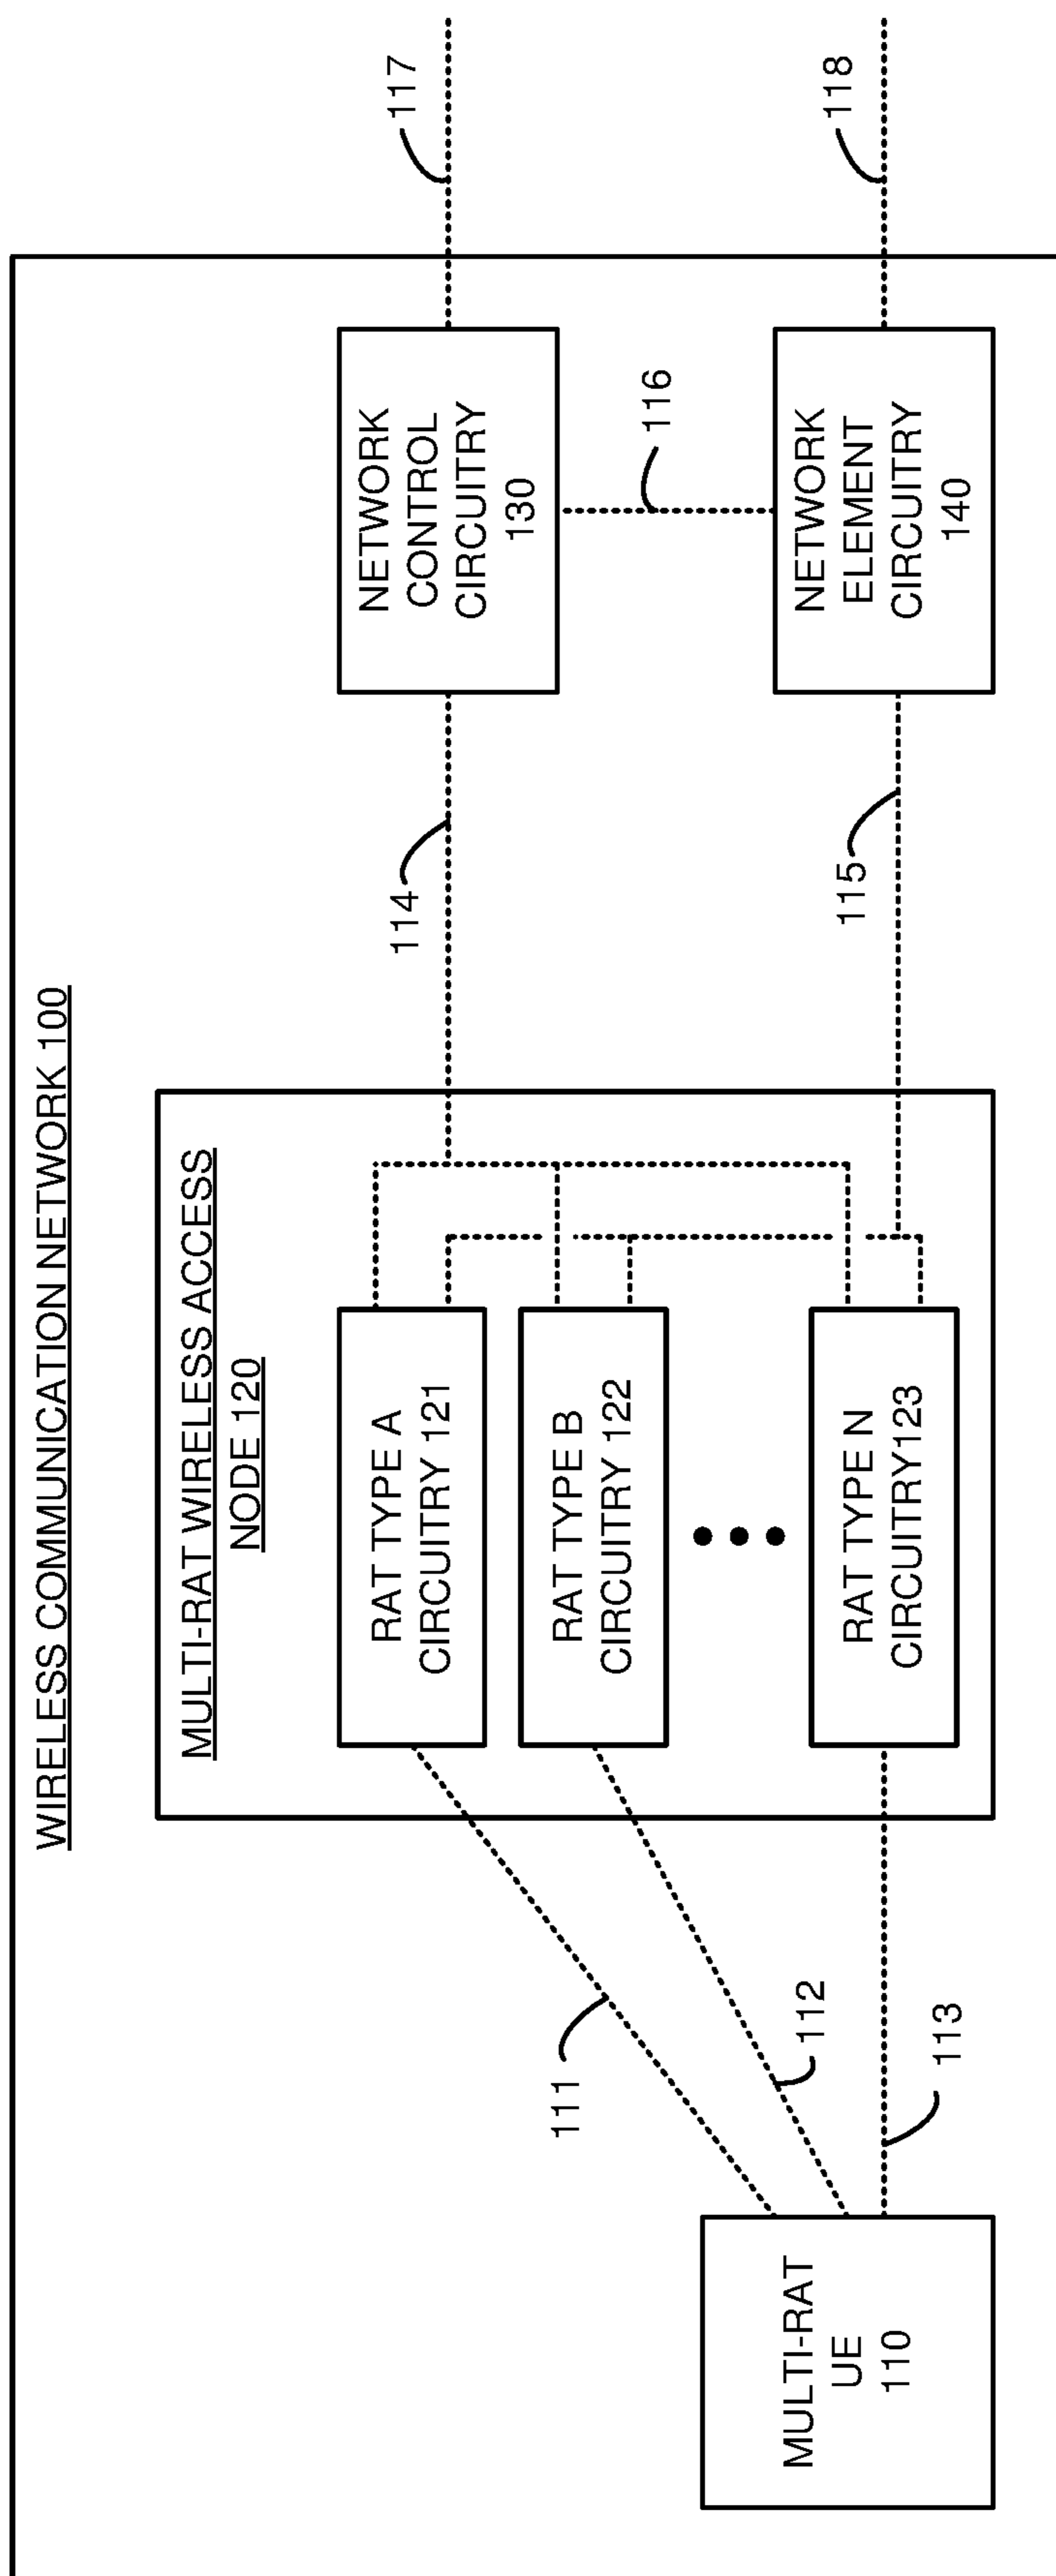 WIRELESS COMMUNICATION NETWORK 100
MULTI-RAT WIRELESS ACCESS
NODE 120
MULTI-RAT
UE
110
111
112
113
RAT TYPE A
CIRCUITRY 121
RAT TYPE B
CIRCUITRY 122
RAT TYPE N
CIRCUITRY123
114
115
NETWORK
CONTROL
CIRCUITRY
130
116
NETWORK
ELEMENT
CIRCUITRY
140
117
118